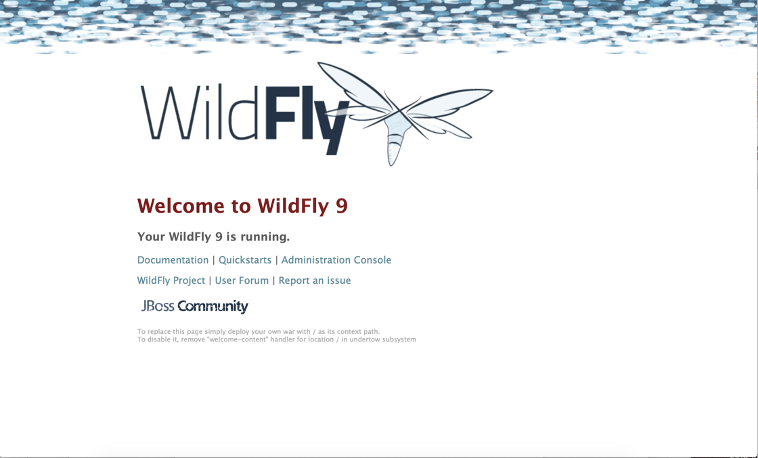 WildFly
Welcome to WildFly 9
Your WildFly 9 is running.
Documentation | Quickstarts | Administration Console
WildFly Project | User Forum | Report an issue
JBoss Community
To replace this page simply deploy your own war with / as its context path.
To disable it, remove "welcome-content" handler for location / in undertow subsystem